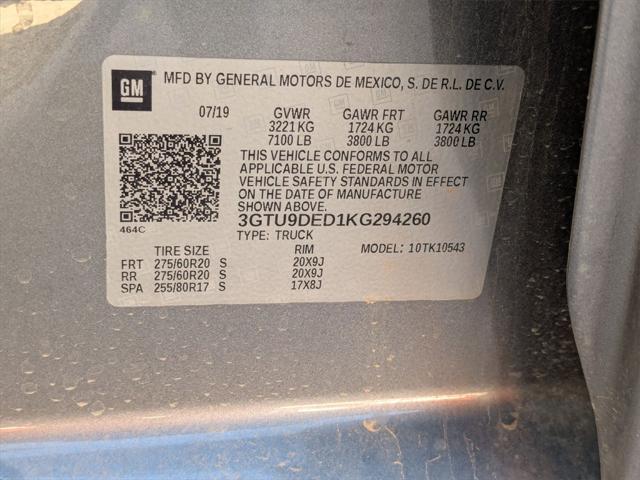 GM
MFD BY GENERAL MOTORS DE MEXICO, S. DE R.L. DE C.V.
07/19 GVWR GAWR FRT GAWR RR
3221 KG 1724 KG 1724 KG
7100 LB 3800 LB 3800 LB
THIS VEHICLE CONFORMS TO ALL
APPLICABLE U.S. FEDERAL MOTOR
VEHICLE SAFETY STANDARDS IN EFFECT
ON THE DATE OF MANUFACTURE
SHOWN ABOVE.
464C
3GTU9DED1KG294260
TYPE: TRUCK
TIRE SIZE RIM MODEL: 10TK10543
FRT 275/60R20 S 20X9J
RR 275/60R20 S 20X9J
SPA 255/80R17 S 17X8J